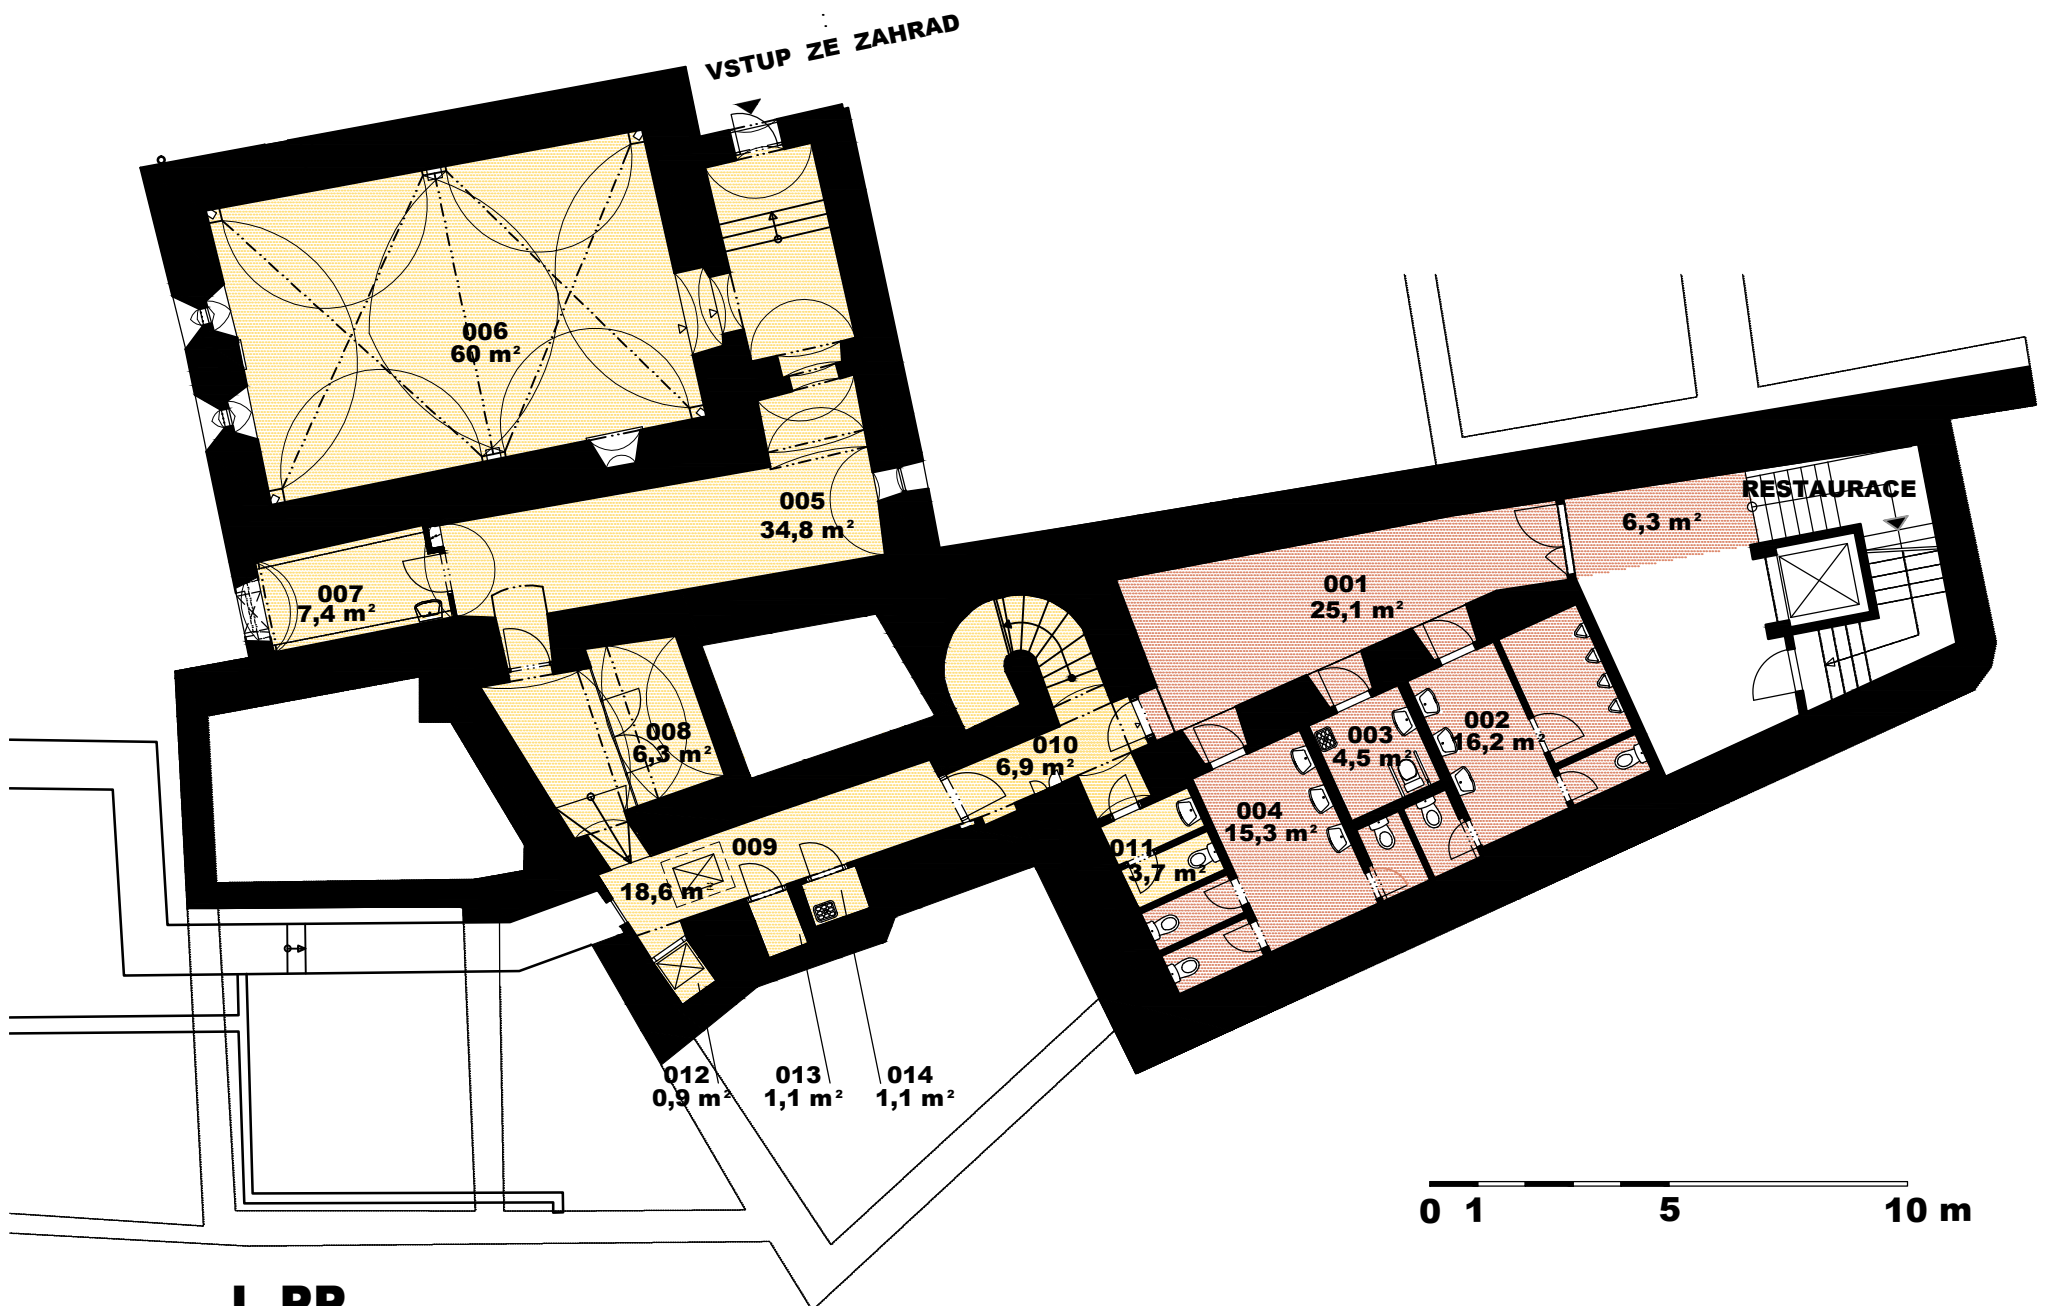 VSTUP ZE ZAHRAD
006
60 m²
005
34,8 m²
007
7,4 m²
008
6,3 m²
009
18,6 m²
010
6,9 m²
011
3,7 m²
012
0,9 m²
013
1,1 m²
014
1,1 m²
001
25,1 m²
6,3 m²
RESTAURACE
002
16,2 m²
003
4,5 m²
004
15,3 m²
0 1 5 10 m
I. PP